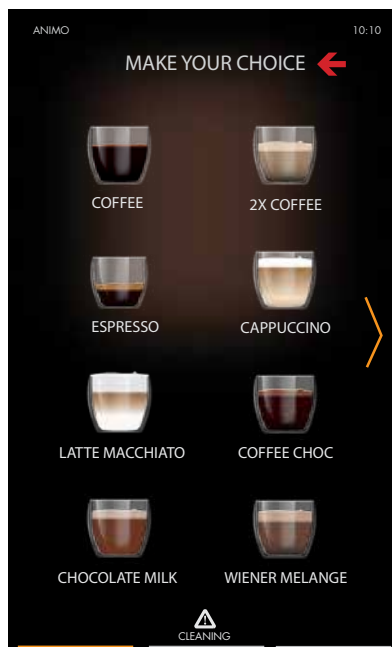 ANIMO 10:10
MAKE YOUR CHOICE
COFFEE 2X COFFEE
ESPRESSO CAPPUCCINO
LATTE MACCHIATO COFFEE CHOC
CHOCOLATE MILK WIENER MELANGE
CLEANING